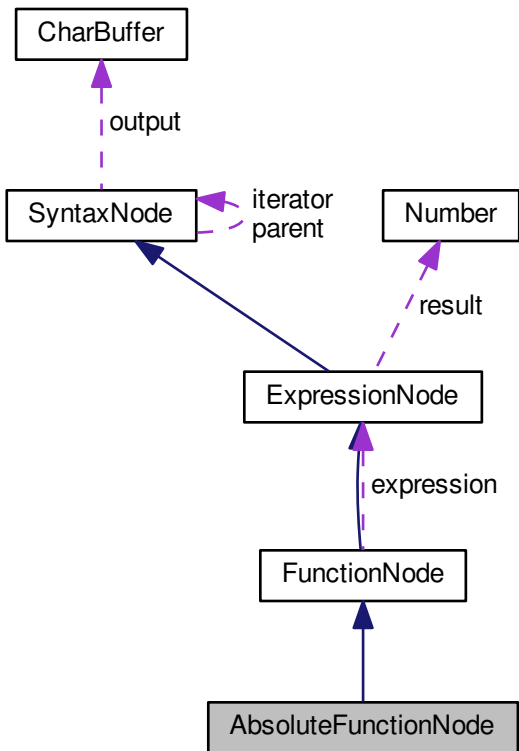 CharBuffer
output
SyntaxNode
iterator
parent
Number
result
ExpressionNode
expression
FunctionNode
AbsoluteFunctionNode